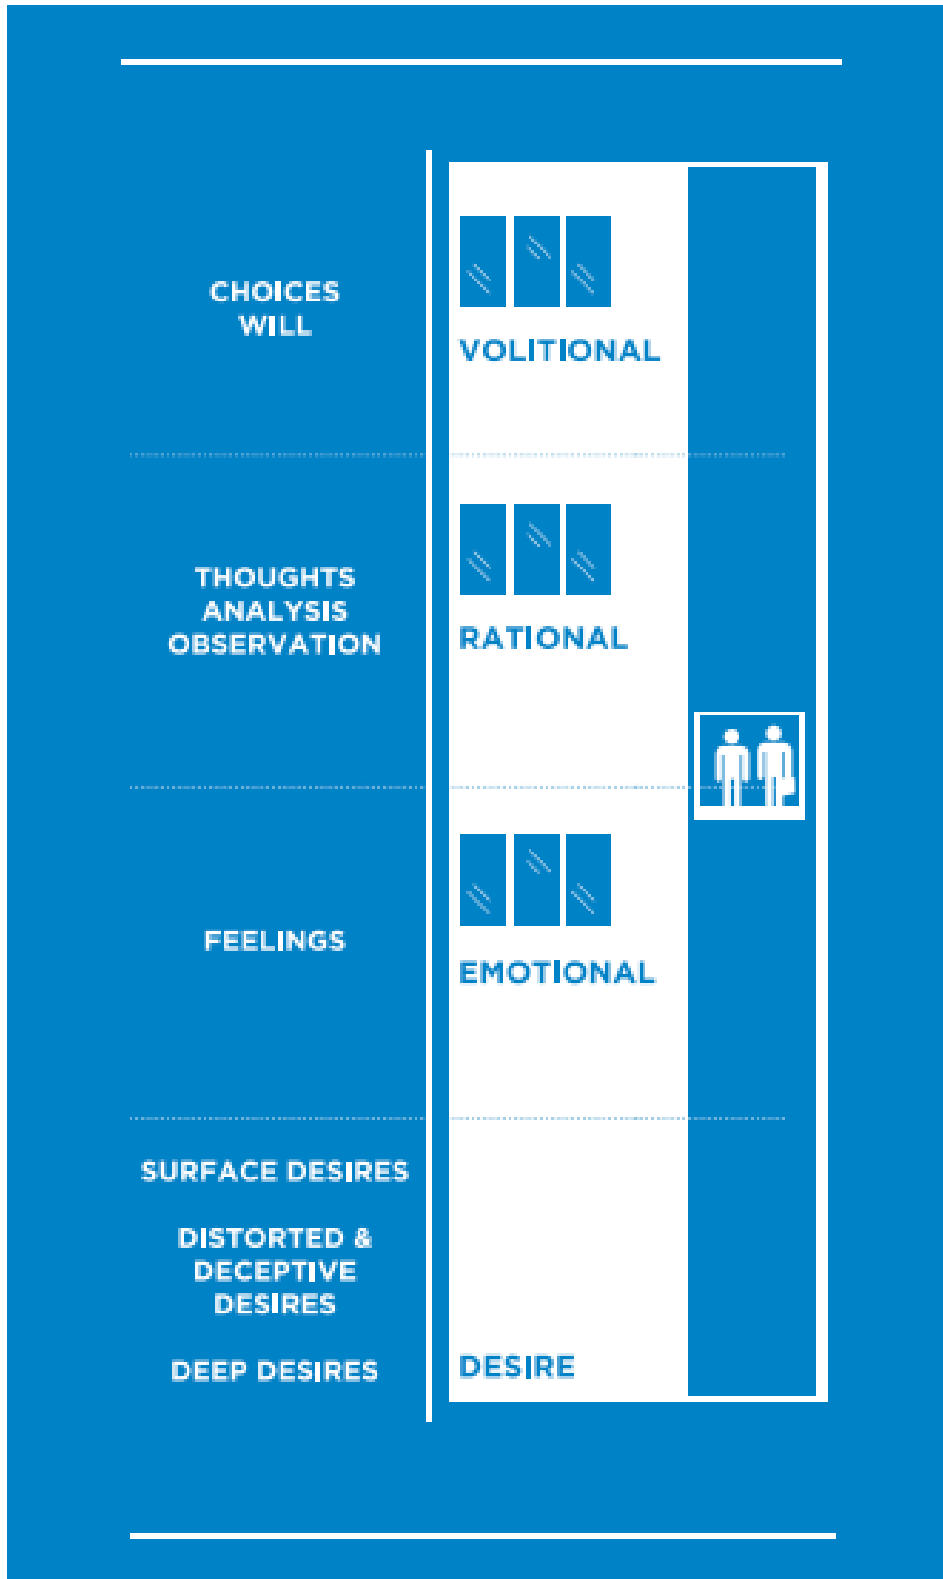 CHOICES
WILL
VOLITIONAL
THOUGHTS
ANALYSIS
OBSERVATION
RATIONAL
FEELINGS
EMOTIONAL
SURFACE DESIRES
DISTORTED &
DECEPTIVE
DESIRES
DEEP DESIRES
DESIRE